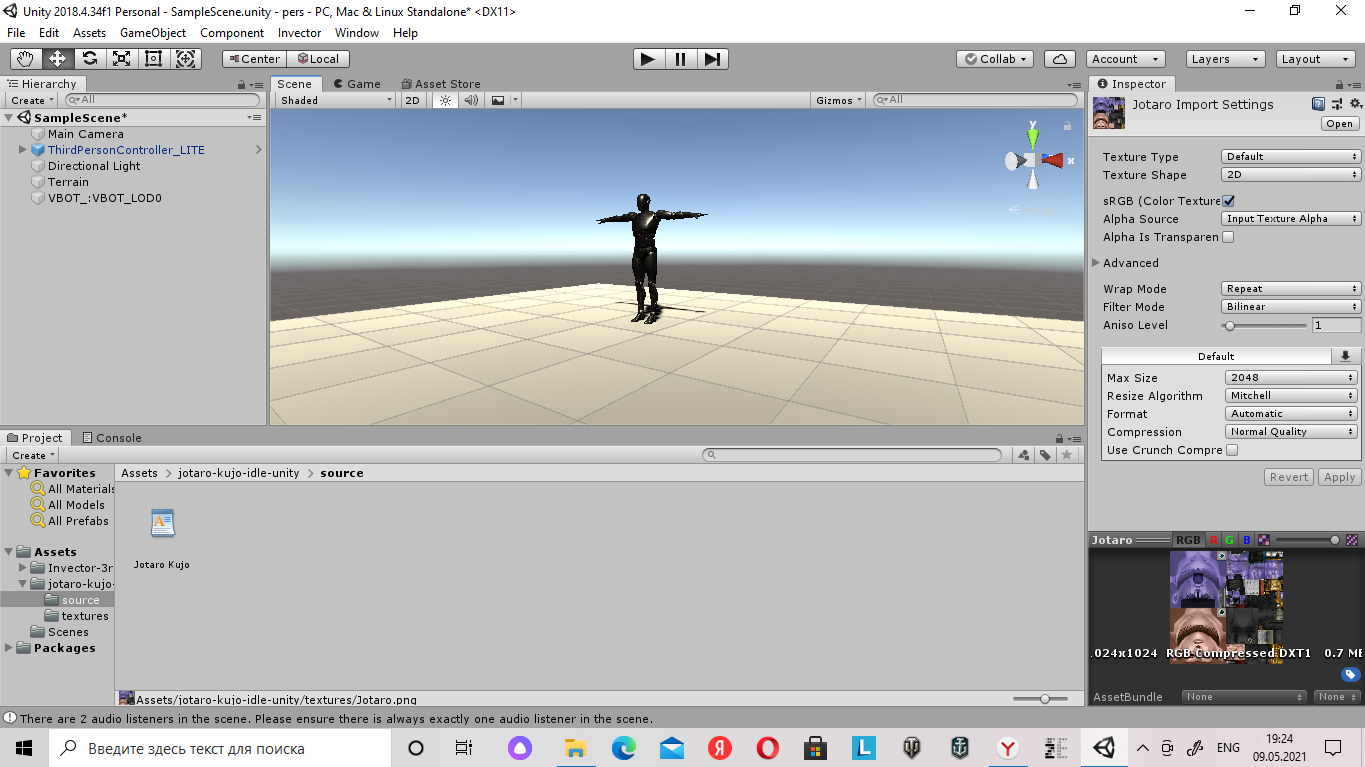 Unity 2018.4.34f1 Personal - SampleScene.unity - pers - PC, Mac & Linux Standalone* <DX11>
File Edit Assets GameObject Component Invector Window Help
Center Local Collab Account Layers Layout
Hierarchy
Create All
SampleScene*
Main Camera
ThirdPersonController_LITE
Directional Light
Terrain
VBOT_:VBOT_LOD0
Scene Game Asset Store
Shaded 2D Gizmos All
y
x
Inspector
Jotaro Import Settings
Open
Texture Type Default
Texture Shape 2D
sRGB (Color Texture
Alpha Source Input Texture Alpha
Alpha Is Transparen
Advanced
Wrap Mode Repeat
Filter Mode Bilinear
Aniso Level 1
Default
Max Size 2048
Resize Algorithm Mitchell
Format Automatic
Compression Normal Quality
Use Crunch Compre
Revert Apply
Project Console
Create
Favorites
All Materials
All Models
All Prefabs
Assets
Invector-3r
jotaro-kujo-
source
textures
Scenes
Packages
Assets > jotaro-kujo-idle-unity > source
Jotaro Kujo
Assets/jotaro-kujo-idle-unity/textures/Jotaro.png
Jotaro RGB R G B
.024x1024 RGB Compressed DXT1 0.7 ME
AssetBundle None None
There are 2 audio listeners in the scene. Please ensure there is always exactly one audio listener in the scene.
Введите здесь текст для поиска
ENG
19:24
09.05.2021